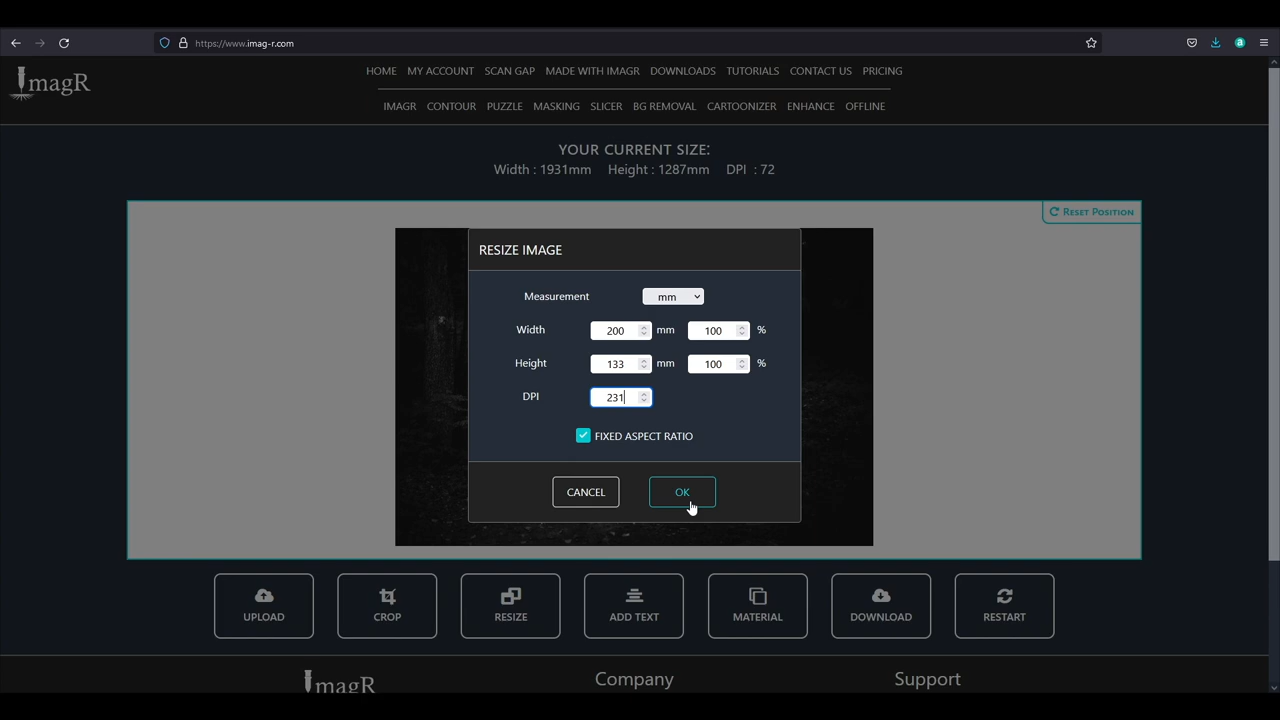 https://www.imag-r.com
ImagR
HOME MY ACCOUNT SCAN GAP MADE WITH IMAGR DOWNLOADS TUTORIALS CONTACT US PRICING
IMAGR CONTOUR PUZZLE MASKING SLICER BG REMOVAL CARTOONIZER ENHANCE OFFLINE
YOUR CURRENT SIZE:
Width : 1931mm Height : 1287mm DPI : 72
RESET POSITION
RESIZE IMAGE
Measurement mm
Width 200 mm 100 %
Height 133 mm 100 %
DPI 231
FIXED ASPECT RATIO
CANCEL OK
UPLOAD CROP RESIZE ADD TEXT MATERIAL DOWNLOAD RESTART
ImagR Company Support